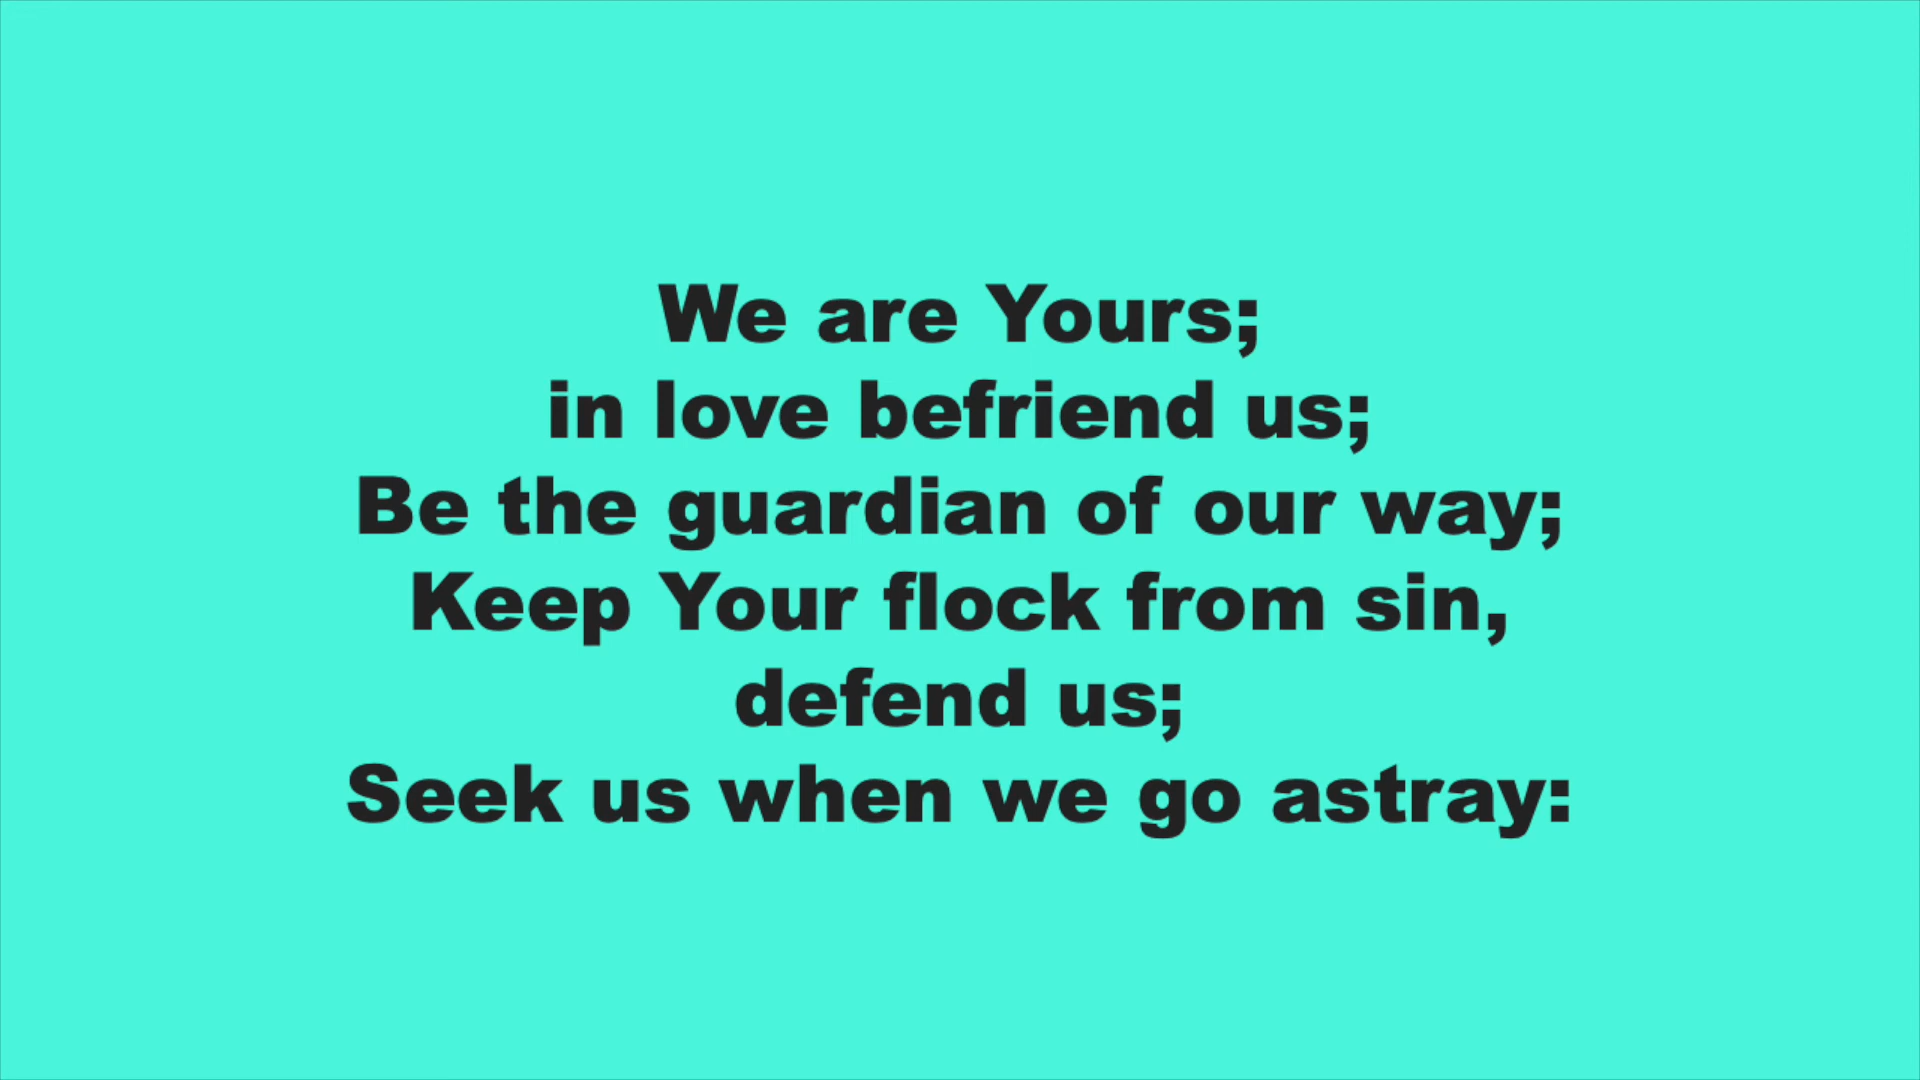 We are Yours;
in love befriend us;
Be the guardian of our way;
Keep Your flock from sin,
defend us;
Seek us when we go astray: